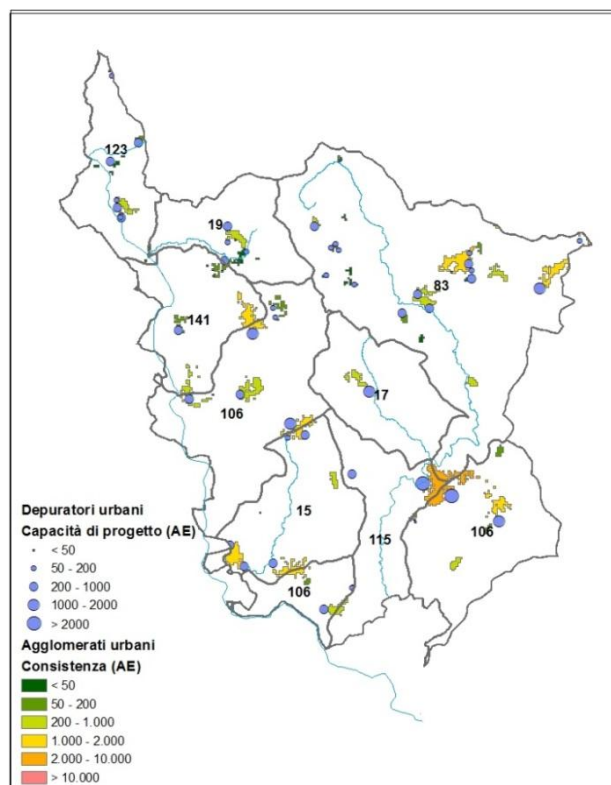 123
19
83
141
17
106
15
115
106
106
Depuratori urbani
Capacità di progetto (AE)
< 50
50 - 200
200 - 1000
1000 - 2000
> 2000
Agglomerati urbani
Consistenza (AE)
< 50
50 - 200
200 - 1.000
1.000 - 2.000
2.000 - 10.000
> 10.000